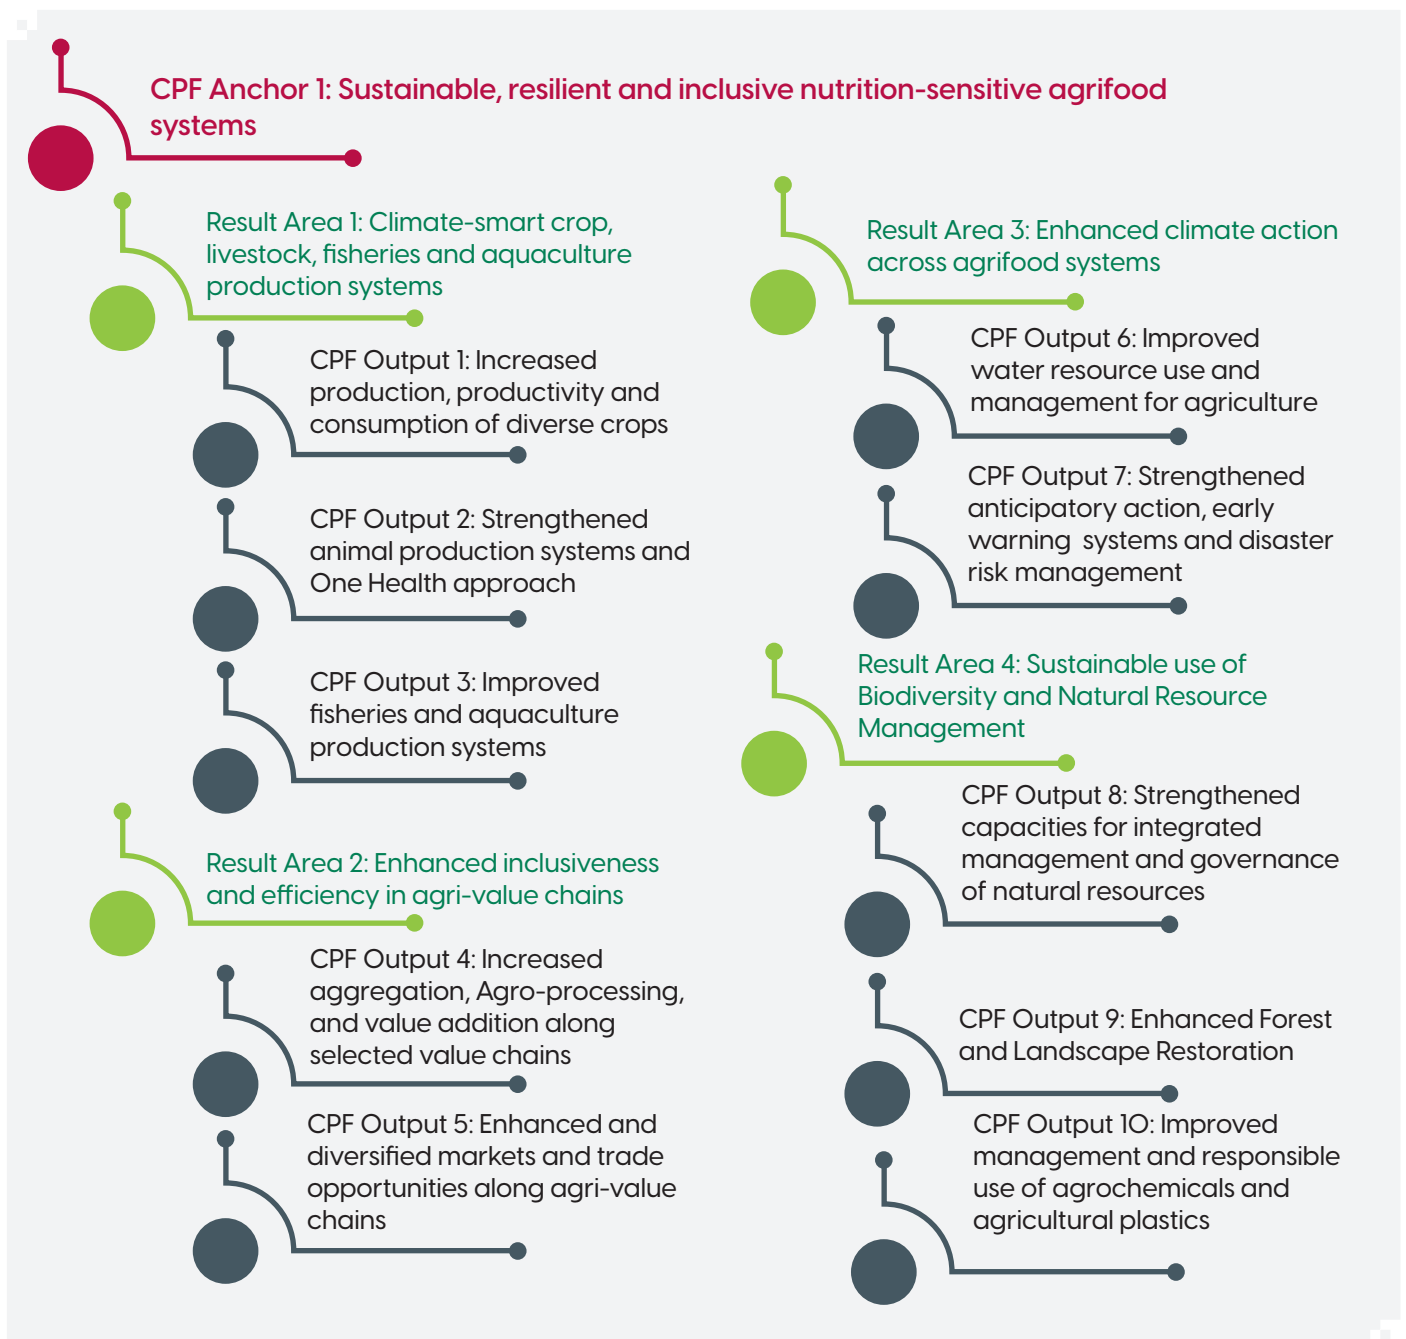 CPF Anchor 1: Sustainable, resilient and inclusive nutrition-sensitive agrifood
systems
Result Area 1: Climate-smart crop,
livestock, fisheries and aquaculture
production systems
CPF Output 1: Increased
production, productivity and
consumption of diverse crops
CPF Output 2: Strengthened
animal production systems and
One Health approach
CPF Output 3: Improved
fisheries and aquaculture
production systems
Result Area 2: Enhanced inclusiveness
and efficiency in agri-value chains
CPF Output 4: Increased
aggregation, Agro-processing,
and value addition along
selected value chains
CPF Output 5: Enhanced and
diversified markets and trade
opportunities along agri-value
chains
Result Area 3: Enhanced climate action
across agrifood systems
CPF Output 6: Improved
water resource use and
management for agriculture
CPF Output 7: Strengthened
anticipatory action, early
warning systems and disaster
risk management
Result Area 4: Sustainable use of
Biodiversity and Natural Resource
Management
CPF Output 8: Strengthened
capacities for integrated
management and governance
of natural resources
CPF Output 9: Enhanced Forest
and Landscape Restoration
CPF Output 10: Improved
management and responsible
use of agrochemicals and
agricultural plastics